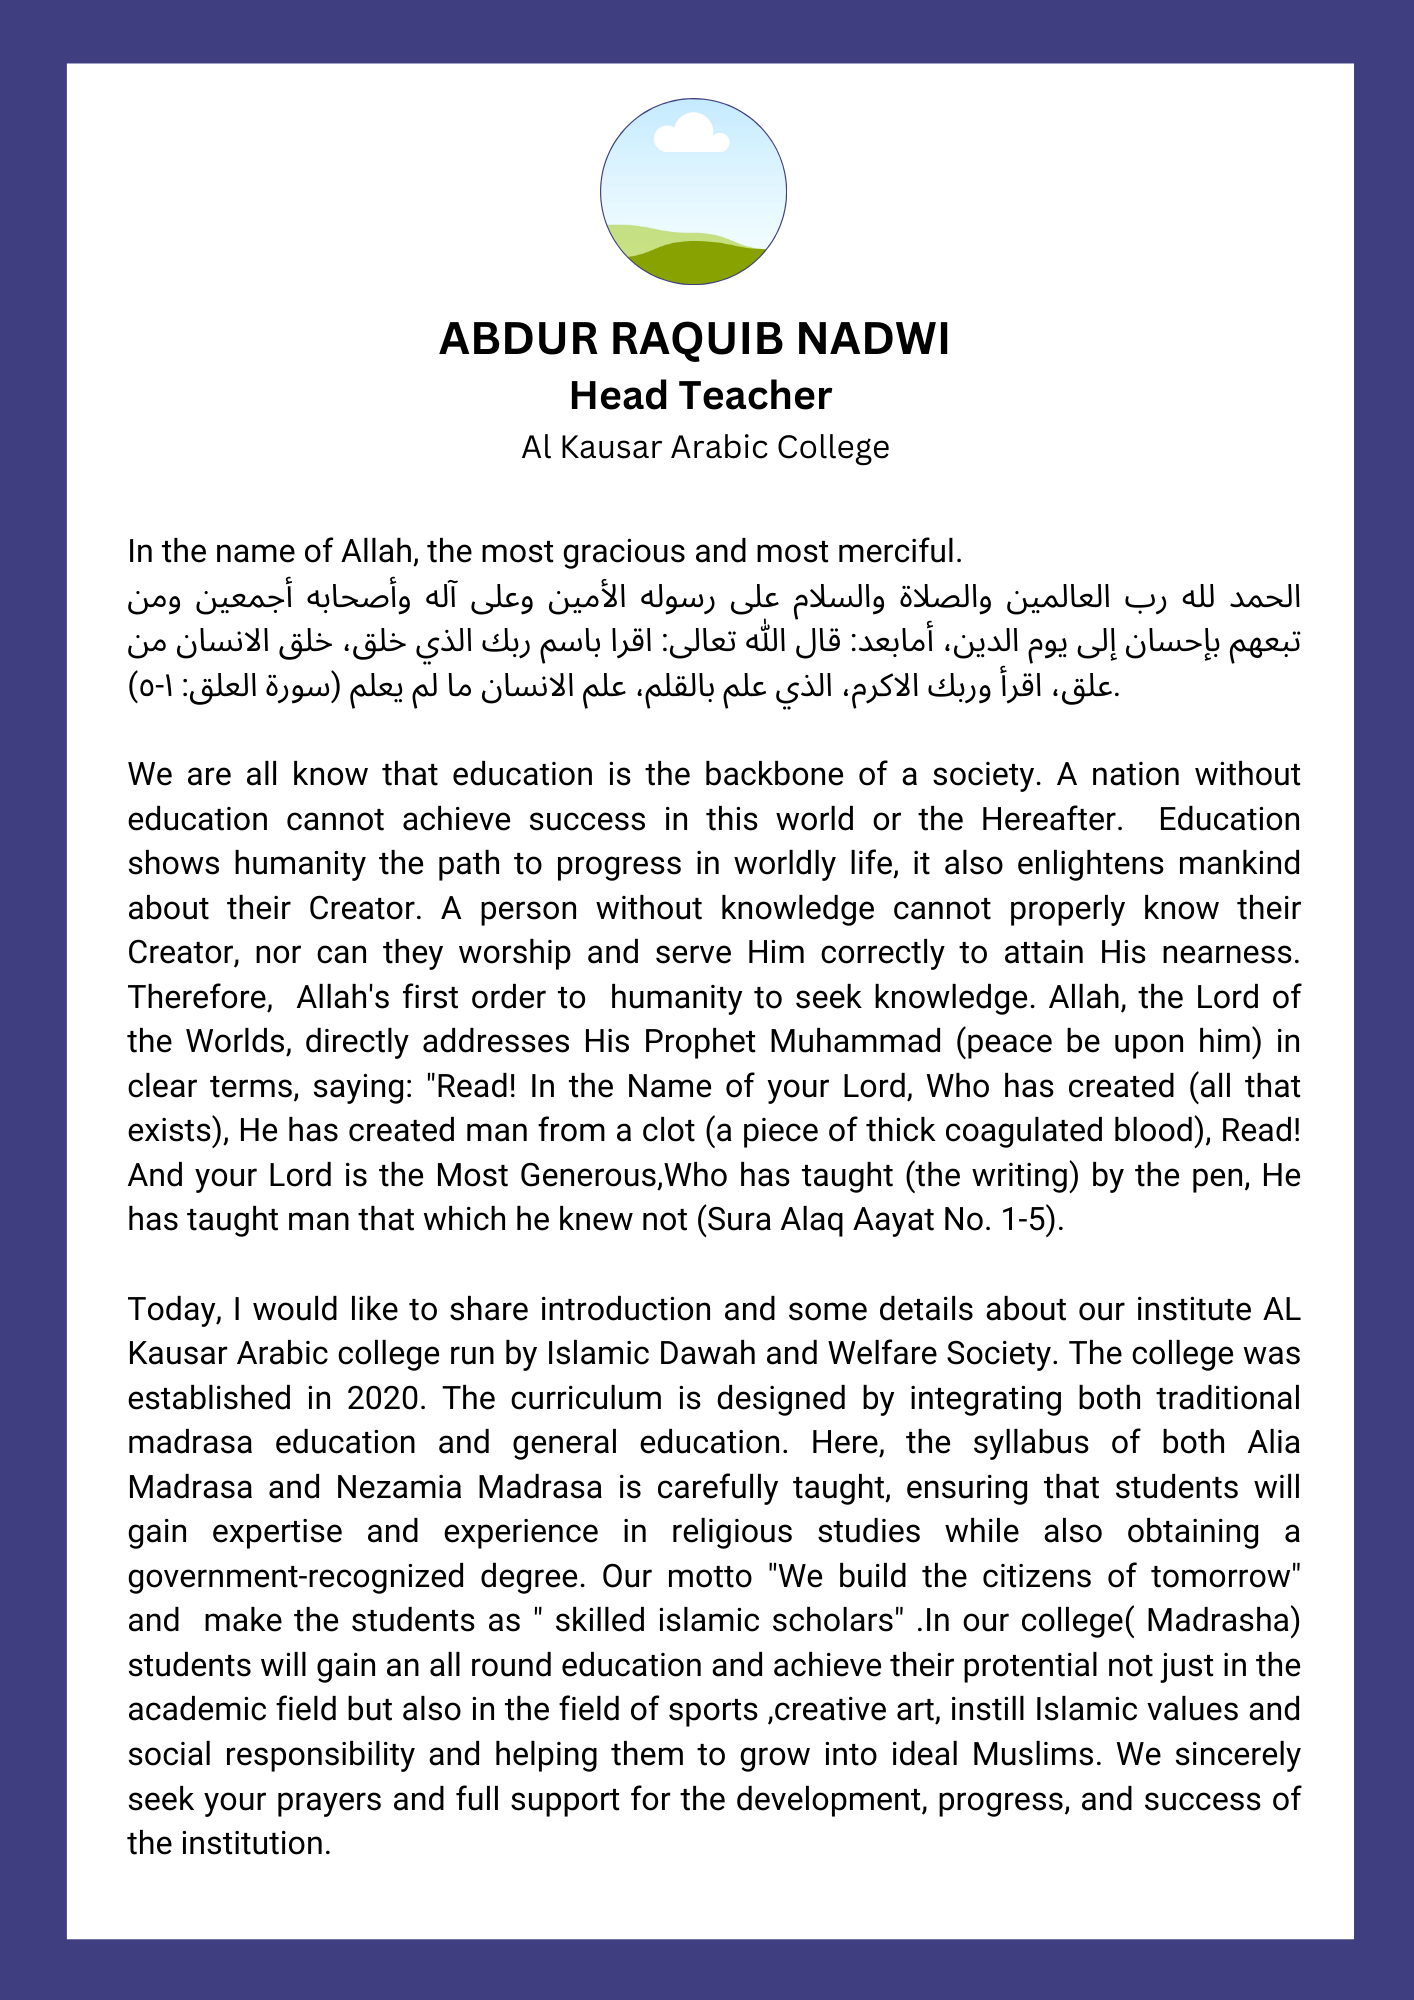 ABDUR RAQUIB NADWI
Head Teacher
Al Kausar Arabic College
In the name of Allah, the most gracious and most merciful.
الحمد لله رب العالمين والصلاة والسلام على رسوله الأمين وعلى آله وأصحابه أجمعين ومن
تبعهم بإحسان إلى يوم الدين، أمابعد: قال الله تعالى: اقرا باسم ربك الذي خلق، خلق الانسان من
علق، اقرأ وربك الاكرم، الذي علم بالقلم، علم الانسان ما لم يعلم (سورة العلق: ١-٥).
We are all know that education is the backbone of a society. A nation without
education cannot achieve success in this world or the Hereafter.  Education
shows humanity the path to progress in worldly life, it also enlightens mankind
about their Creator. A person without knowledge cannot properly know their
Creator, nor can they worship and serve Him correctly to attain His nearness.
Therefore,  Allah's first order to  humanity to seek knowledge. Allah, the Lord of
the Worlds, directly addresses His Prophet Muhammad (peace be upon him) in
clear terms, saying: "Read! In the Name of your Lord, Who has created (all that
exists), He has created man from a clot (a piece of thick coagulated blood), Read!
And your Lord is the Most Generous,Who has taught (the writing) by the pen, He
has taught man that which he knew not (Sura Alaq Aayat No. 1-5).
Today, I would like to share introduction and some details about our institute AL
Kausar Arabic college run by Islamic Dawah and Welfare Society. The college was
established in 2020. The curriculum is designed by integrating both traditional
madrasa education and general education. Here, the syllabus of both Alia
Madrasa and Nezamia Madrasa is carefully taught, ensuring that students will
gain expertise and experience in religious studies while also obtaining a
government-recognized degree. Our motto "We build the citizens of tomorrow"
and  make the students as " skilled islamic scholars" .In our college( Madrasha)
students will gain an all round education and achieve their protential not just in the
academic field but also in the field of sports ,creative art, instill Islamic values and
social responsibility and helping them to grow into ideal Muslims. We sincerely
seek your prayers and full support for the development, progress, and success of
the institution.